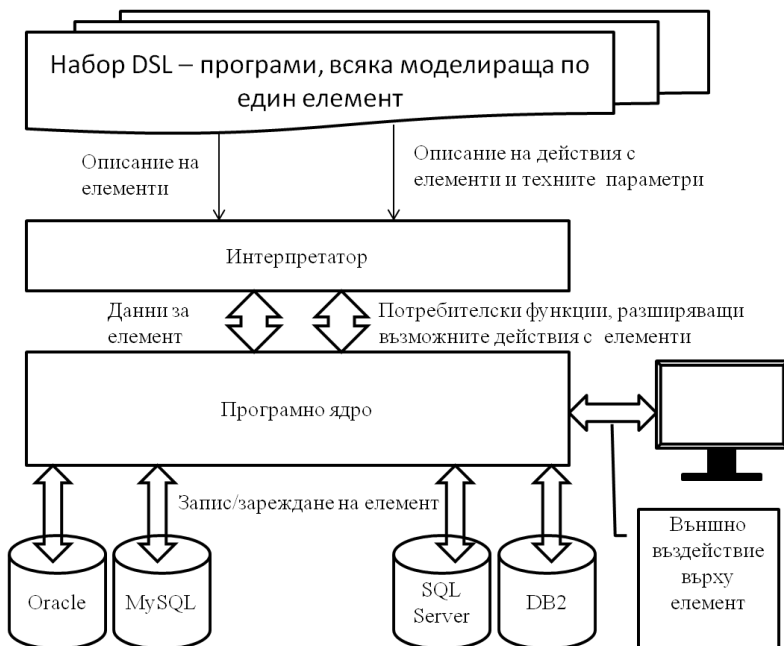 Набор DSL – програми, всяка моделираща по
един елемент
Описание на
елементи
Описание на действия с
елементи и техните параметри
Интерпретатор
Данни за
елемент
Потребителски функции, разширяващи
възможните действия с елементи
Програмно ядро
Запис/зареждане на елемент
Oracle
MySQL
SQL
Server
DB2
Външно
въздействие
върху
елемент